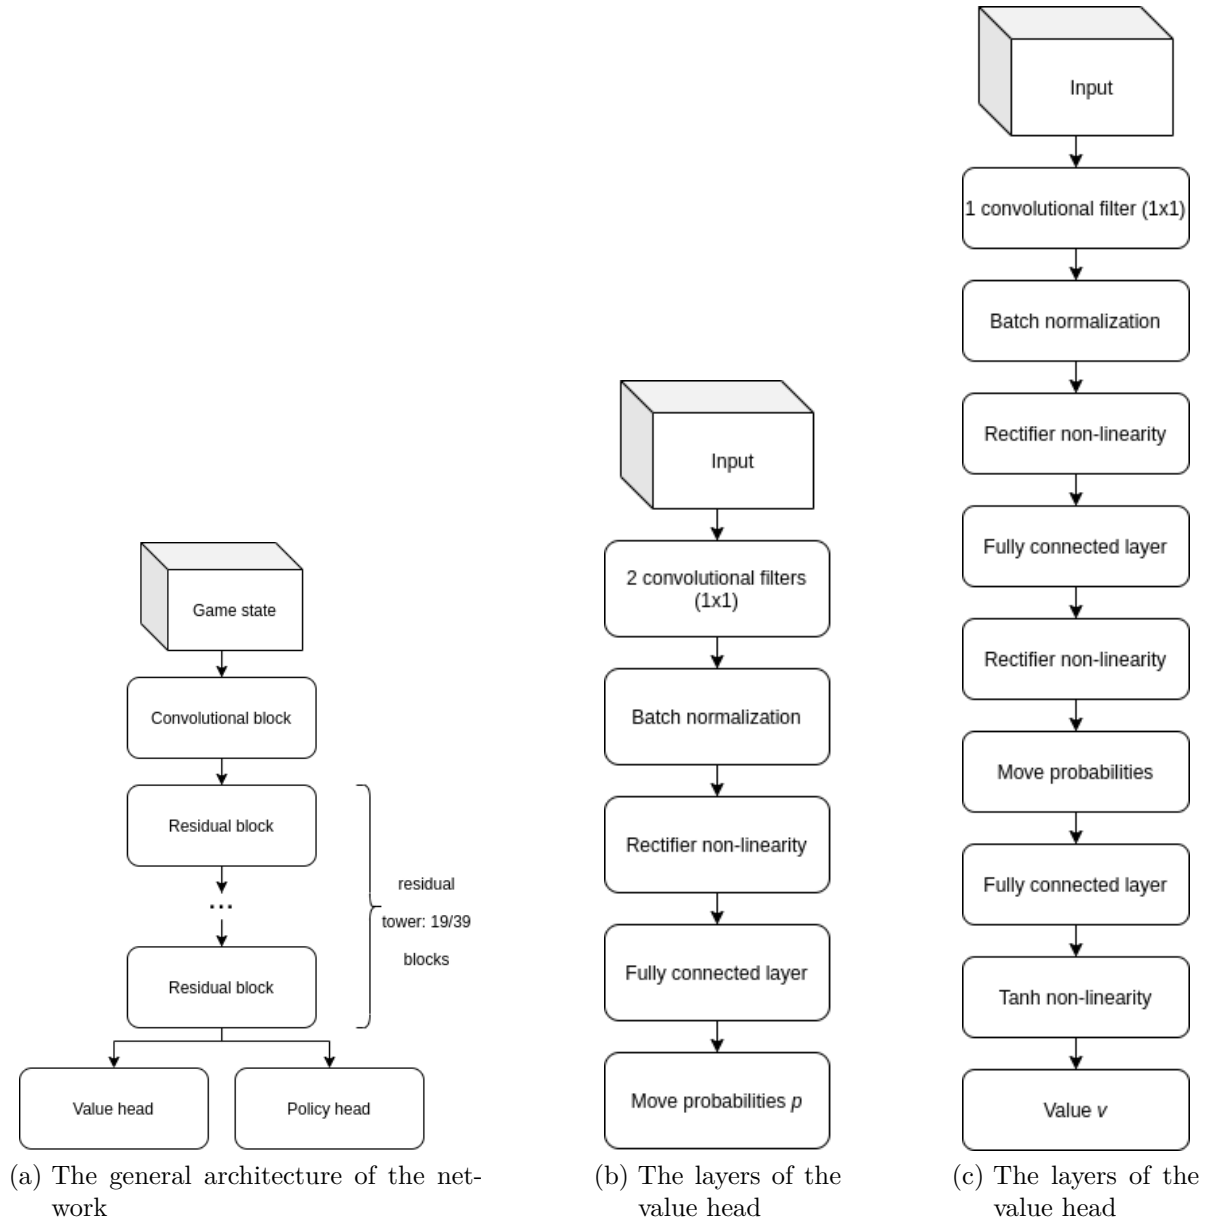 Game state
Convolutional block
Residual block
...
Residual block
residual
tower: 19/39
blocks
Value head
Policy head
(a) The general architecture of the net-
work
Input
2 convolutional filters
(1x1)
Batch normalization
Rectifier non-linearity
Fully connected layer
Move probabilities p
(b) The layers of the
value head
Input
1 convolutional filter (1x1)
Batch normalization
Rectifier non-linearity
Fully connected layer
Rectifier non-linearity
Move probabilities
Fully connected layer
Tanh non-linearity
Value v
(c) The layers of the
value head